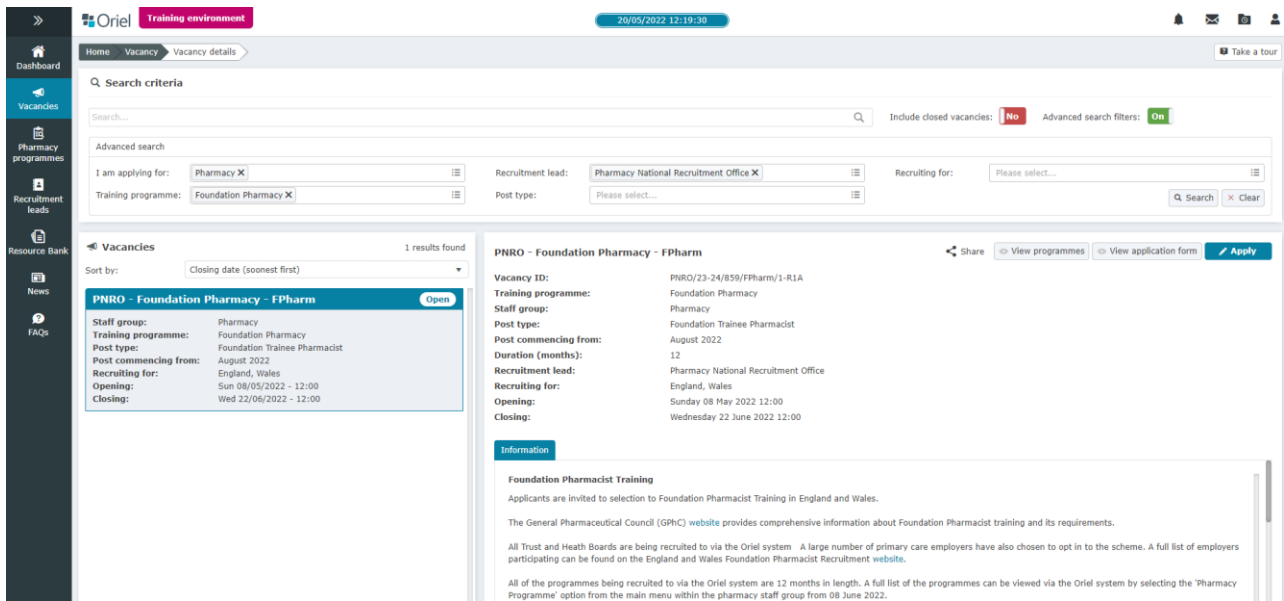 Oriel Training environment 20/05/2022 12:19:30
Dashboard
Vacancies
Pharmacy programmes
Recruitment leads
Resource Bank
News
FAQs
Home Vacancy Vacancy details Take a tour
Search criteria
Search... Include closed vacancies: No Advanced search filters: On
Advanced search
I am applying for: Pharmacy X Recruitment lead: Pharmacy National Recruitment Office X Recruiting for: Please select...
Training programme: Foundation Pharmacy X Post type: Please select... Search × Clear
Vacancies 1 results found
Sort by: Closing date (soonest first)
PNRO - Foundation Pharmacy - FPharm Open
Staff group: Pharmacy
Training programme: Foundation Pharmacy
Post type: Foundation Trainee Pharmacist
Post commencing from: August 2022
Recruiting for: England, Wales
Opening: Sun 08/05/2022 - 12:00
Closing: Wed 22/06/2022 - 12:00
PNRO - Foundation Pharmacy - FPharm Share View programmes View application form Apply
Vacancy ID: PNRO/23-24/859/FPharm/1-R1A
Training programme: Foundation Pharmacy
Staff group: Pharmacy
Post type: Foundation Trainee Pharmacist
Post commencing from: August 2022
Duration (months): 12
Recruitment lead: Pharmacy National Recruitment Office
Recruiting for: England, Wales
Opening: Sunday 08 May 2022 12:00
Closing: Wednesday 22 June 2022 12:00
Information
Foundation Pharmacist Training
Applicants are invited to selection to Foundation Pharmacist Training in England and Wales.
The General Pharmaceutical Council (GPhC) website provides comprehensive information about Foundation Pharmacist training and its requirements.
All Trust and Heath Boards are being recruited to via the Oriel system A large number of primary care employers have also chosen to opt in to the scheme. A full list of employers
participating can be found on the England and Wales Foundation Pharmacist Recruitment website.
All of the programmes being recruited to via the Oriel system are 12 months in length. A full list of the programmes can be viewed via the Oriel system by selecting the 'Pharmacy
Programme' option from the main menu within the pharmacy staff group from 08 June 2022.